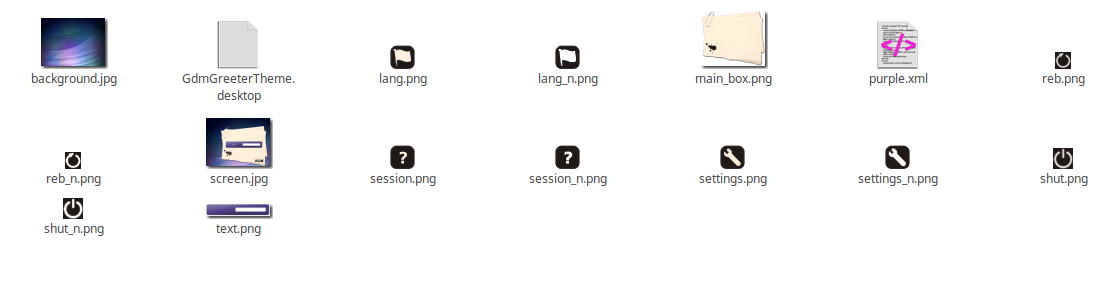 background.jpg
GdmGreeterTheme.
desktop
lang.png
lang_n.png
main_box.png
purple.xml
reb.png
reb_n.png
screen.jpg
session.png
session_n.png
settings.png
settings_n.png
shut.png
shut_n.png
text.png